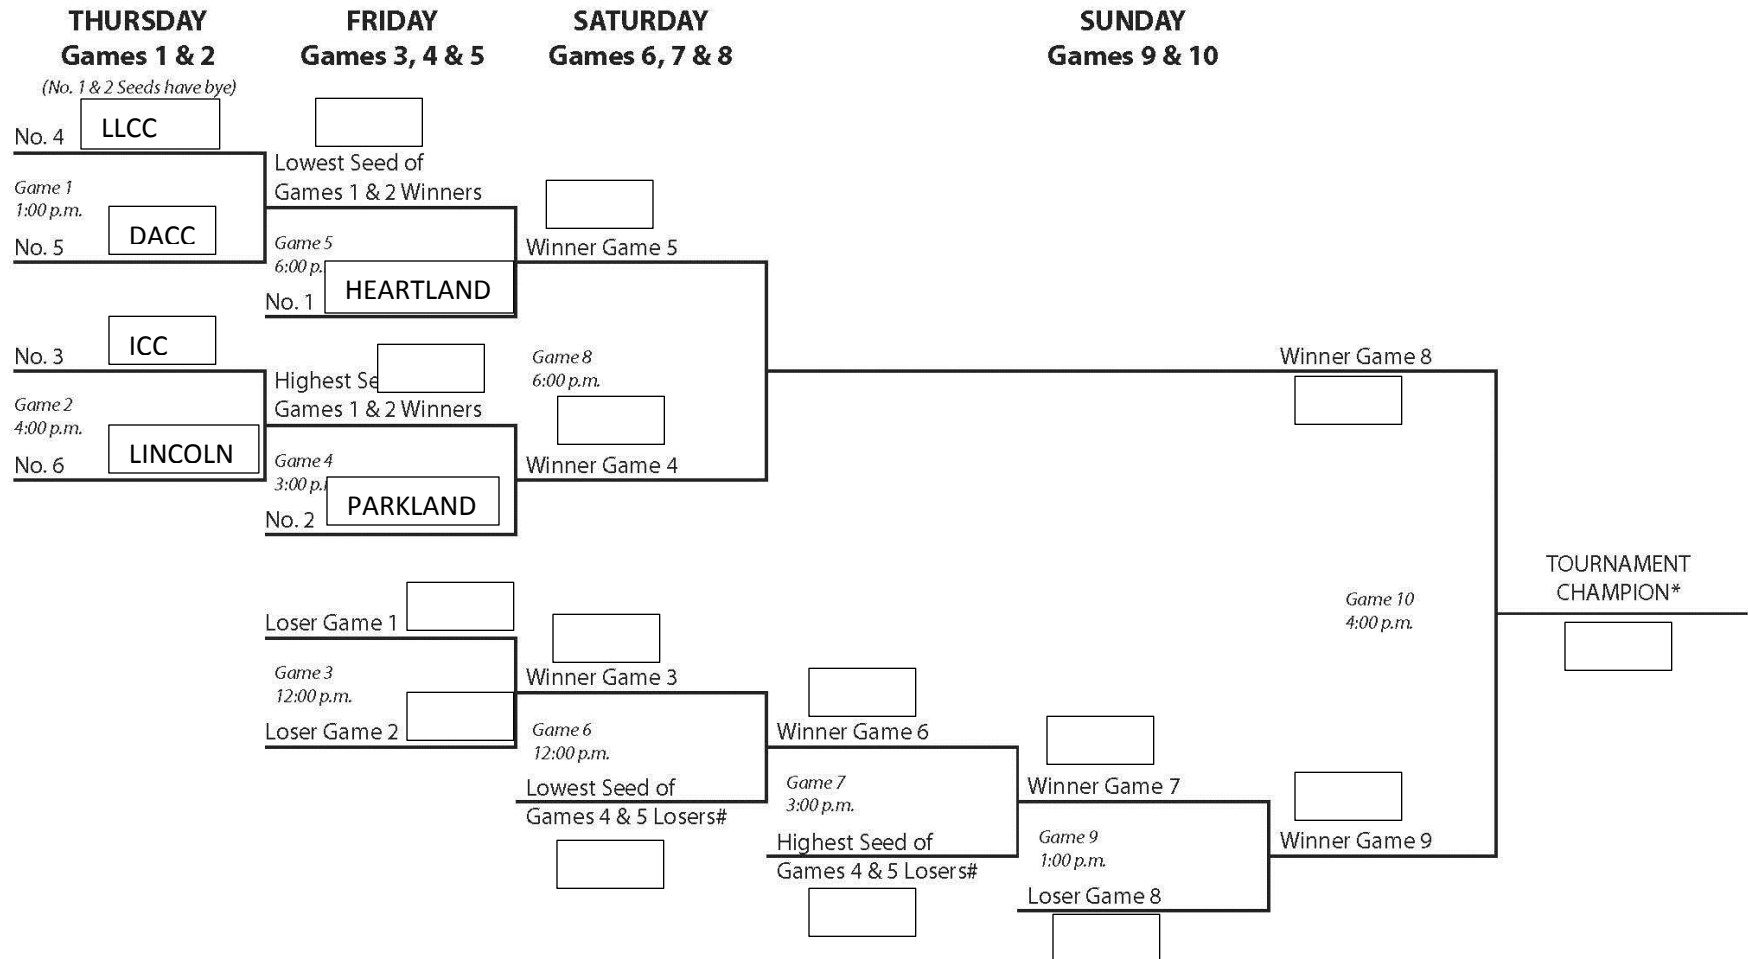 THURSDAY
Games 1 & 2
(No. 1 & 2 Seeds have bye)
FRIDAY
Games 3, 4 & 5
SATURDAY
Games 6, 7 & 8
SUNDAY
Games 9 & 10
No. 4 LLCC
Game 1
1:00 p.m.
No. 5 DACC
No. 3 ICC
Game 2
4:00 p.m.
No. 6 LINCOLN
Lowest Seed of
Games 1 & 2 Winners
Game 5
6:00 p.
No. 1 HEARTLAND
Highest Se
Games 1 & 2 Winners
Game 4
3:00 p.
No. 2 PARKLAND
Loser Game 1
Game 3
12:00 p.m.
Loser Game 2
Winner Game 5
Game 8
6:00 p.m.
Winner Game 4
Winner Game 3
Game 6
12:00 p.m.
Lowest Seed of
Games 4 & 5 Losers#
Winner Game 6
Game 7
3:00 p.m.
Highest Seed of
Games 4 & 5 Losers#
Winner Game 7
Game 9
1:00 p.m.
Loser Game 8
Winner Game 8
Game 10
4:00 p.m.
Winner Game 9
TOURNAMENT
CHAMPION*